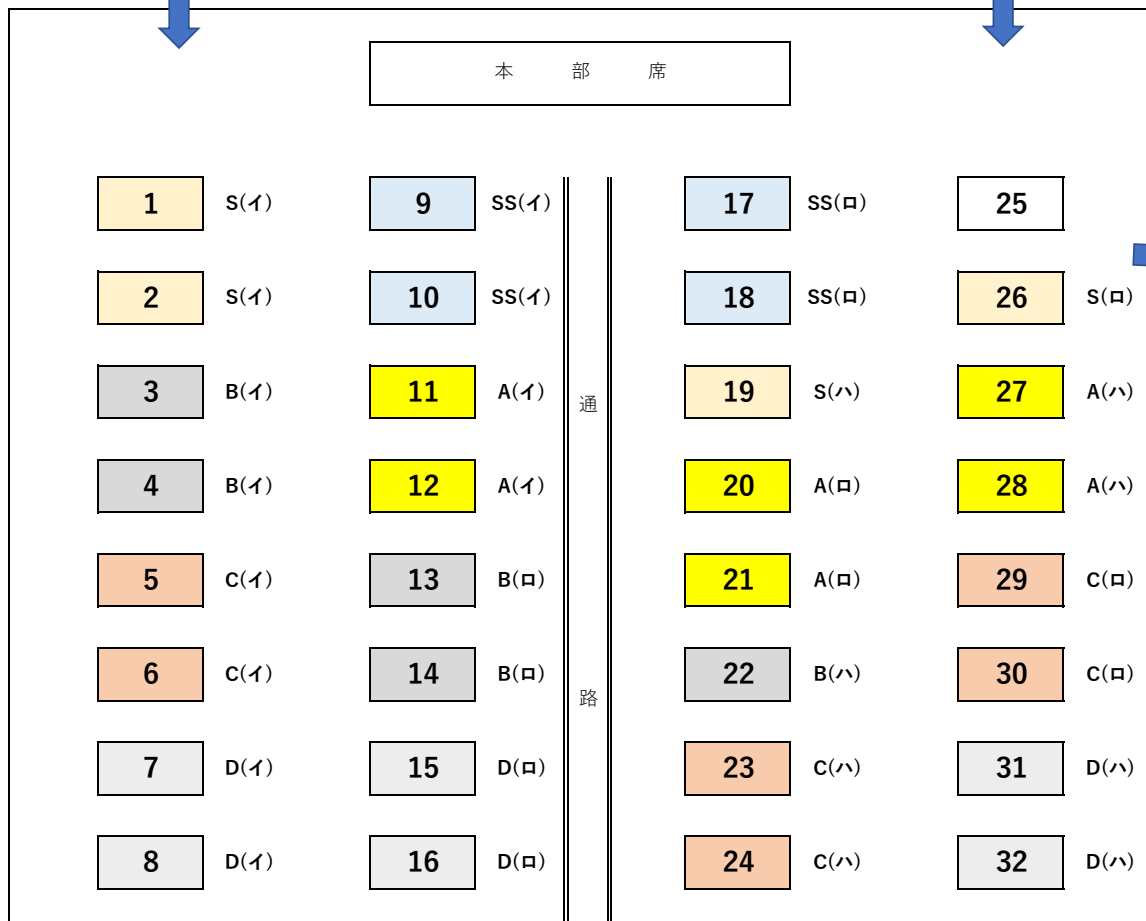 本 部 席
1 S(イ) 9 SS(イ) 17 SS(ロ) 25
2 S(イ) 10 SS(イ) 18 SS(ロ) 26 S(ロ)
3 B(イ) 11 A(イ) 19 S(ハ) 27 A(ハ)
通
4 B(イ) 12 A(イ) 20 A(ロ) 28 A(ハ)
5 C(イ) 13 B(ロ) 21 A(ロ) 29 C(ロ)
6 C(イ) 14 B(ロ) 22 B(ハ) 30 C(ロ)
路
7 D(イ) 15 D(ロ) 23 C(ハ) 31 D(ハ)
8 D(イ) 16 D(ロ) 24 C(ハ) 32 D(ハ)